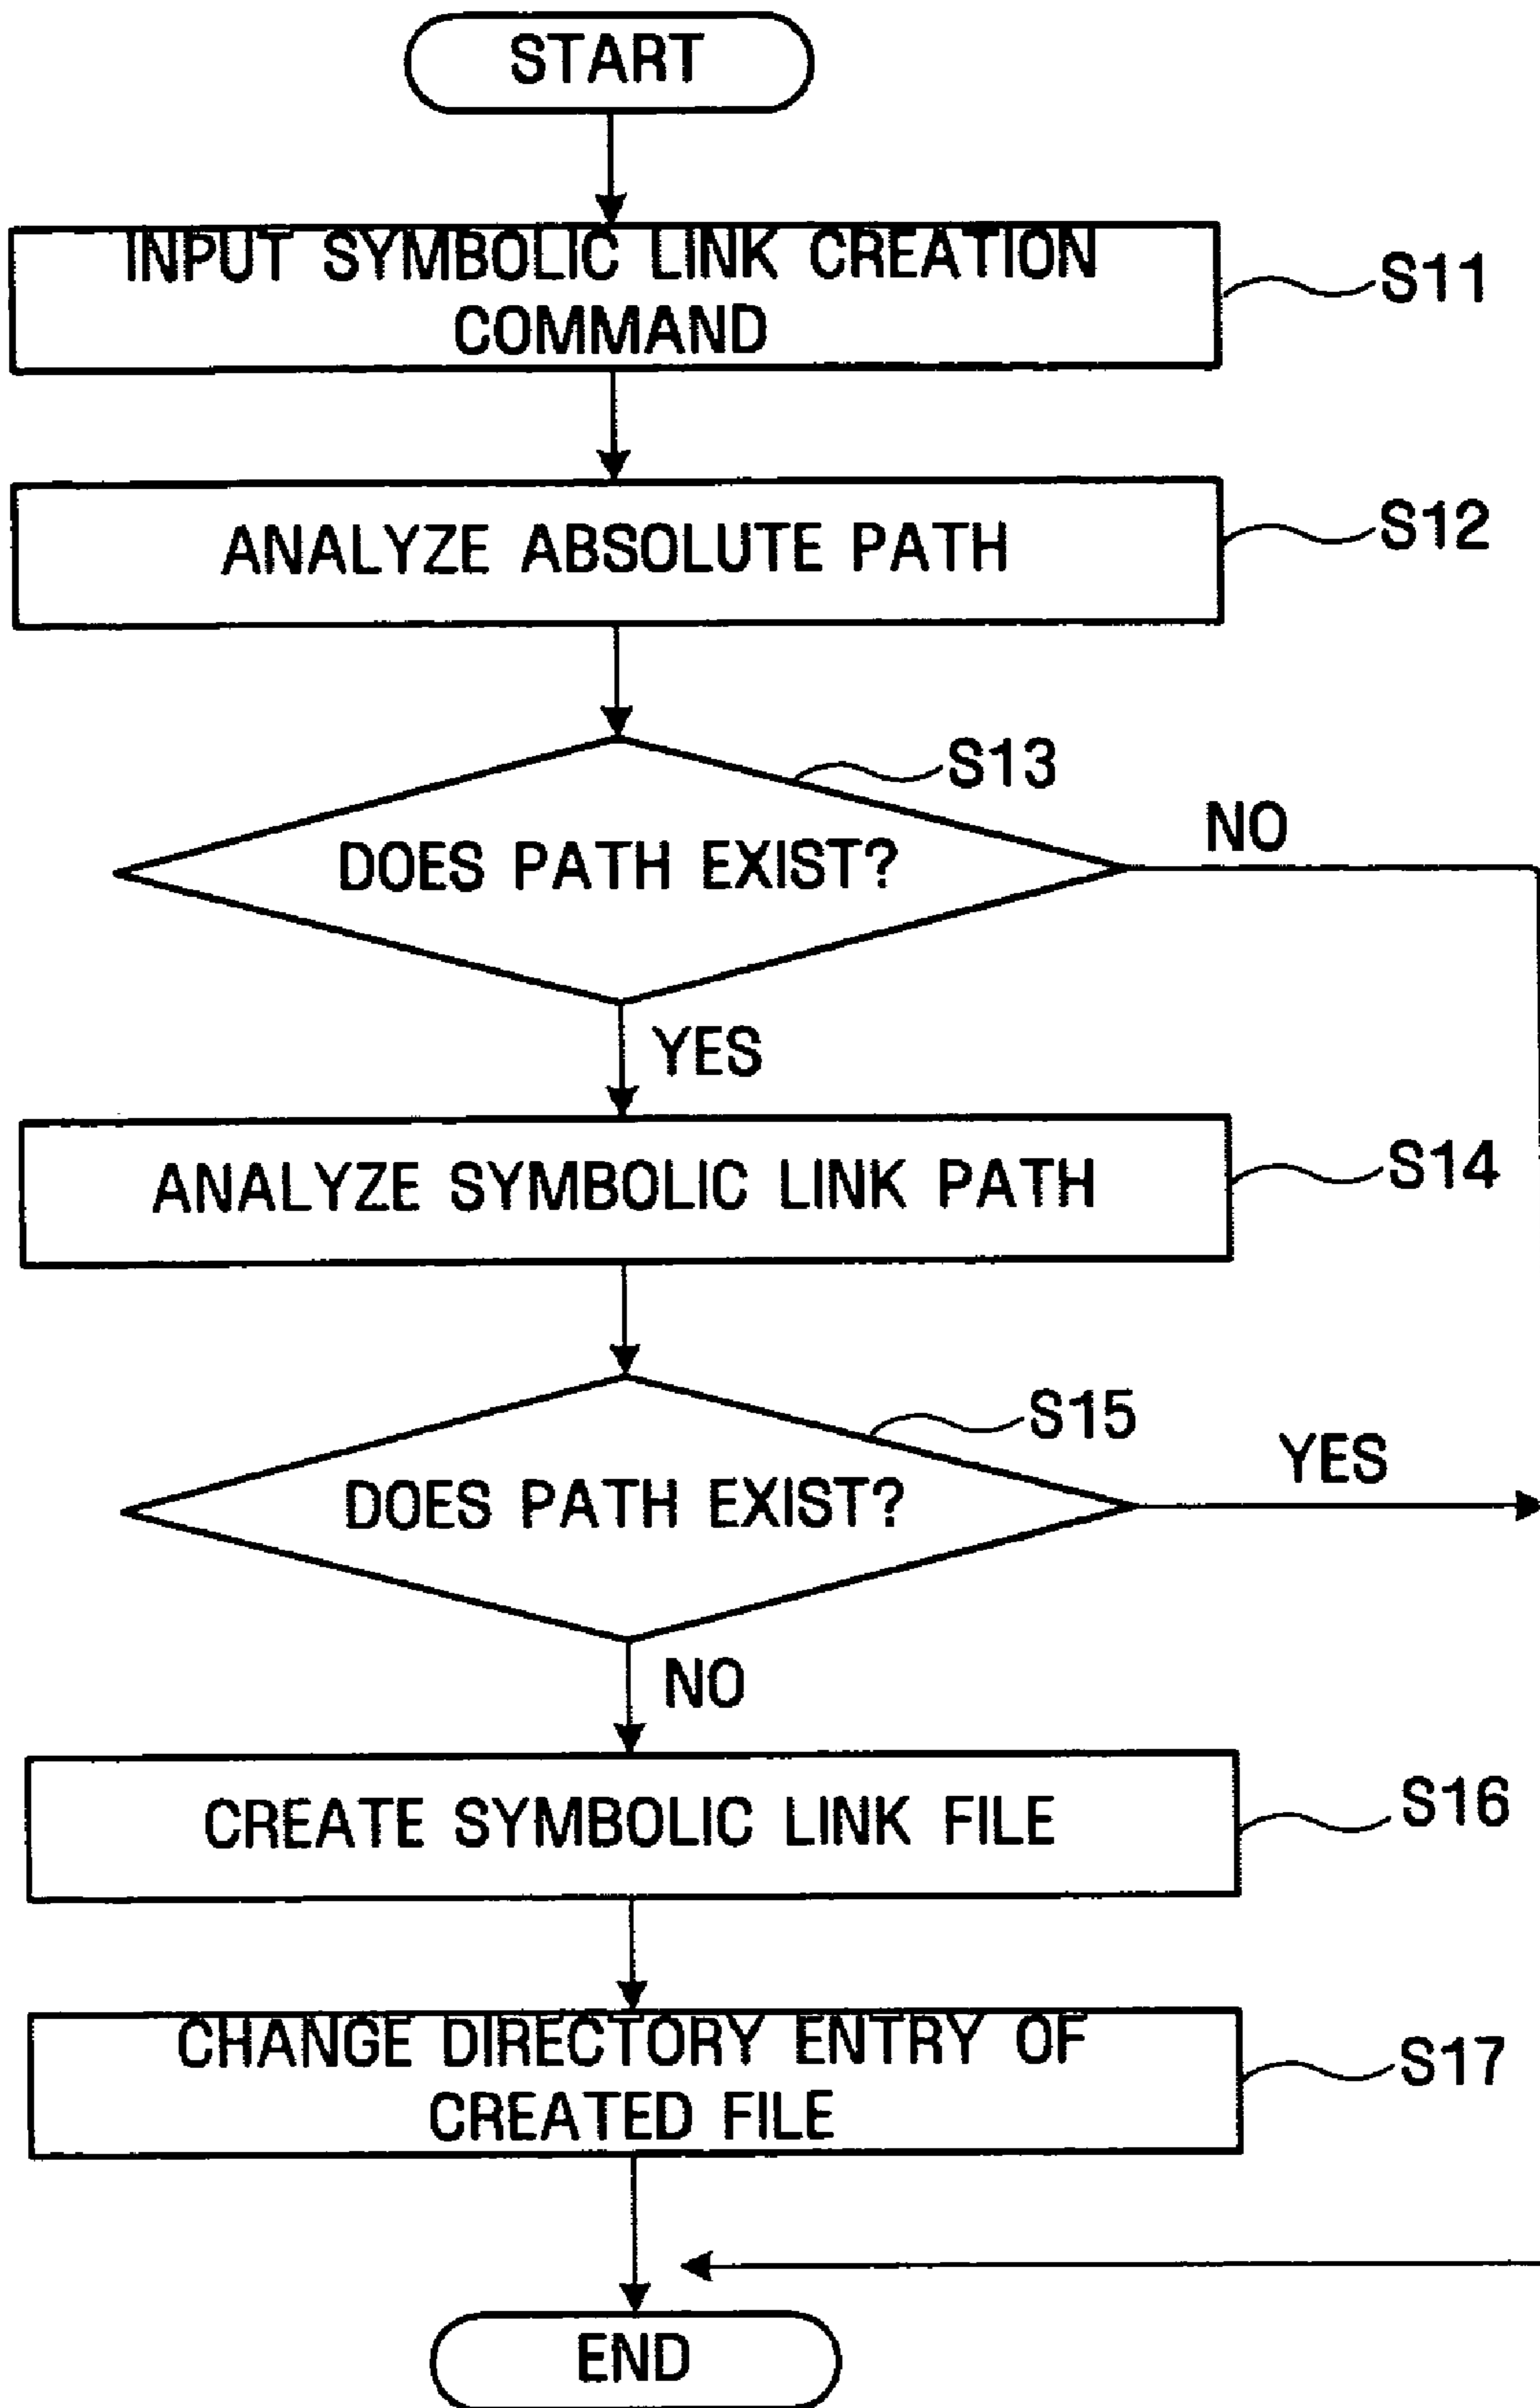 START
INPUT SYMBOLIC LINK CREATION
COMMAND
S11
ANALYZE ABSOLUTE PATH
S12
S13
DOES PATH EXIST?
NO
YES
ANALYZE SYMBOLIC LINK PATH
S14
S15
DOES PATH EXIST?
YES
NO
CREATE SYMBOLIC LINK FILE
S16
CHANGE DIRECTORY ENTRY OF
CREATED FILE
S17
END